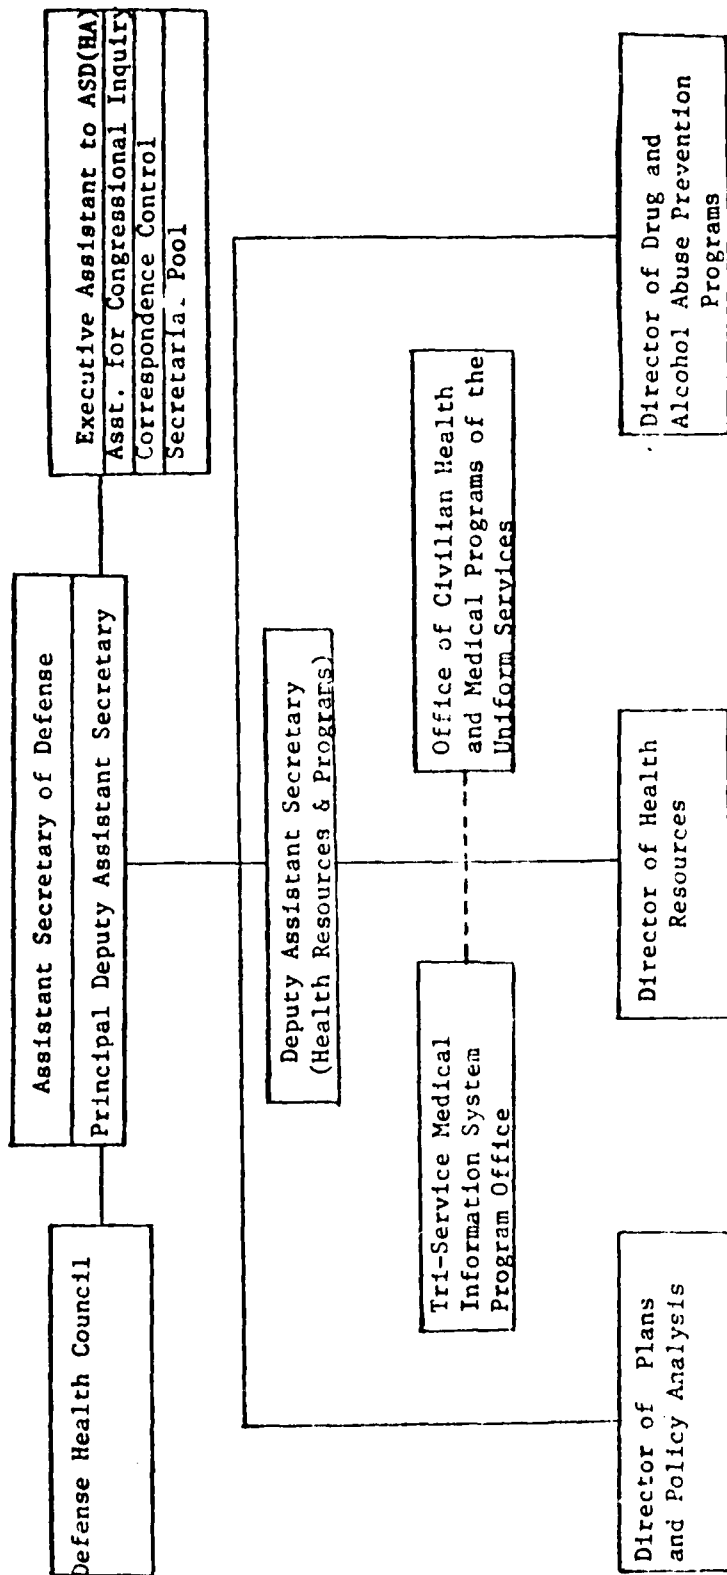 Defense Health Council
Assistant Secretary of Defense
Principal Deputy Assistant Secretary
Executive Assistant to ASD(HA)
Asst. for Congressional Inquiry
Correspondence Control
Secretarial Pool
Deputy Assistant Secretary
(Health Resources & Programs)
Tri-Service Medical
Information System
Program Office
Office of Civilian Health
and Medical Programs of the
Uniform Services
Director of Plans
and Policy Analysis
Director of Health
Resources
Director of Drug and
Alcohol Abuse Prevention
Programs